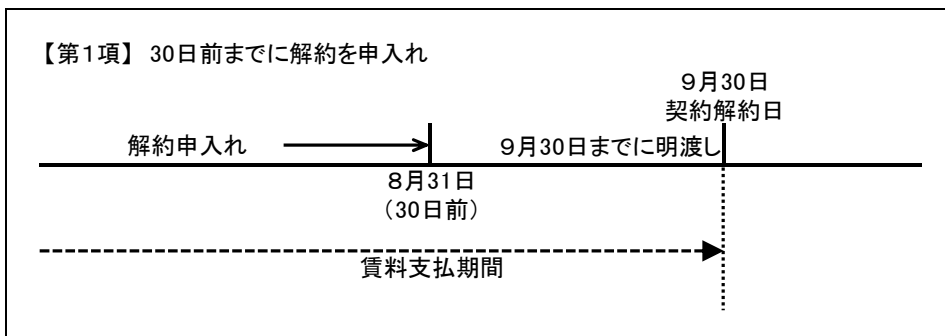 【第1項】 30日前までに解約を申入れ
9月30日
契約解約日
解約申入れ
9月30日までに明渡し
8月31日
(30日前)
賃料支払期間